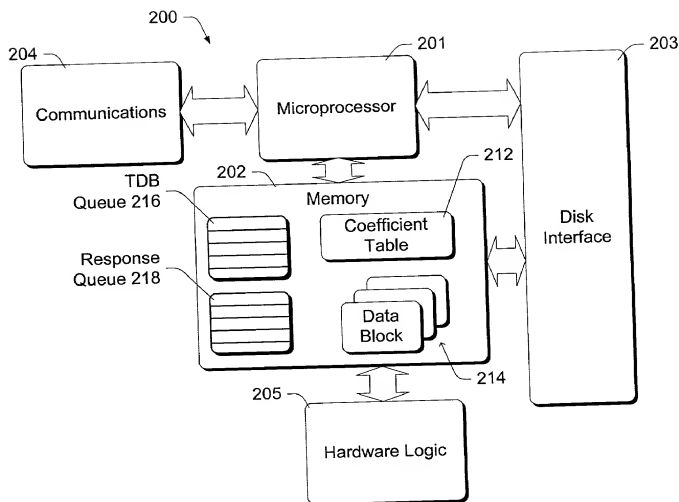 200
204
201
203
Communications
Microprocessor
202
212
TDB
Queue 216
Memory
Coefficient
Table
Disk
Interface
Response
Queue 218
Data
Block
214
205
Hardware Logic